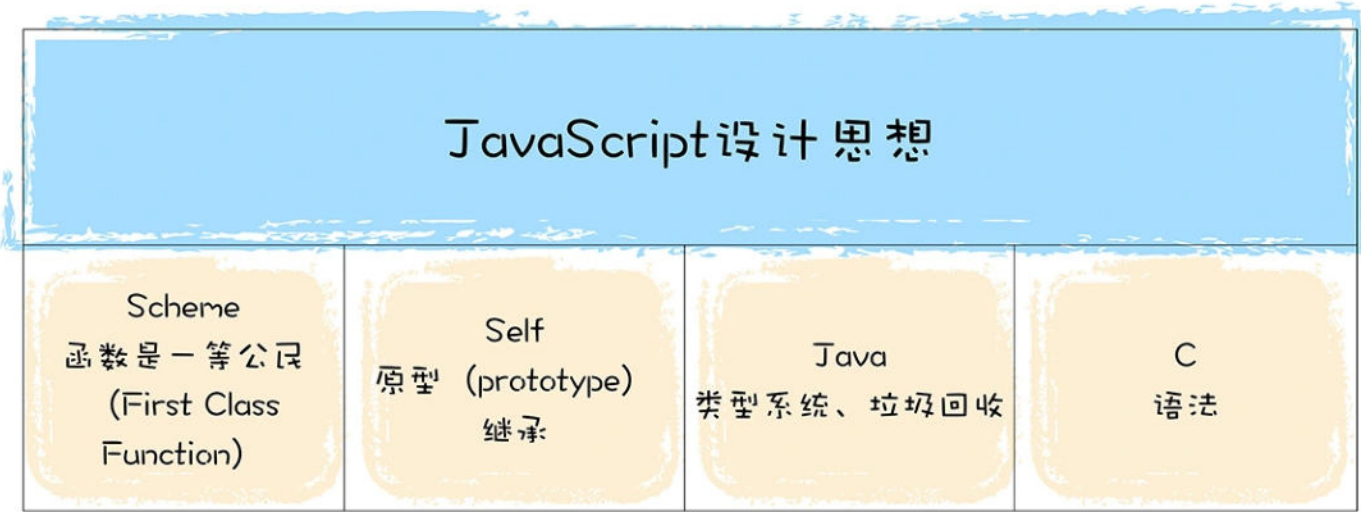 JavaScript设计思想
Scheme
函数是一等公民
(First Class
Function)
Self
原型 (prototype)
继承
Java
类型系统、垃圾回收
C
语法